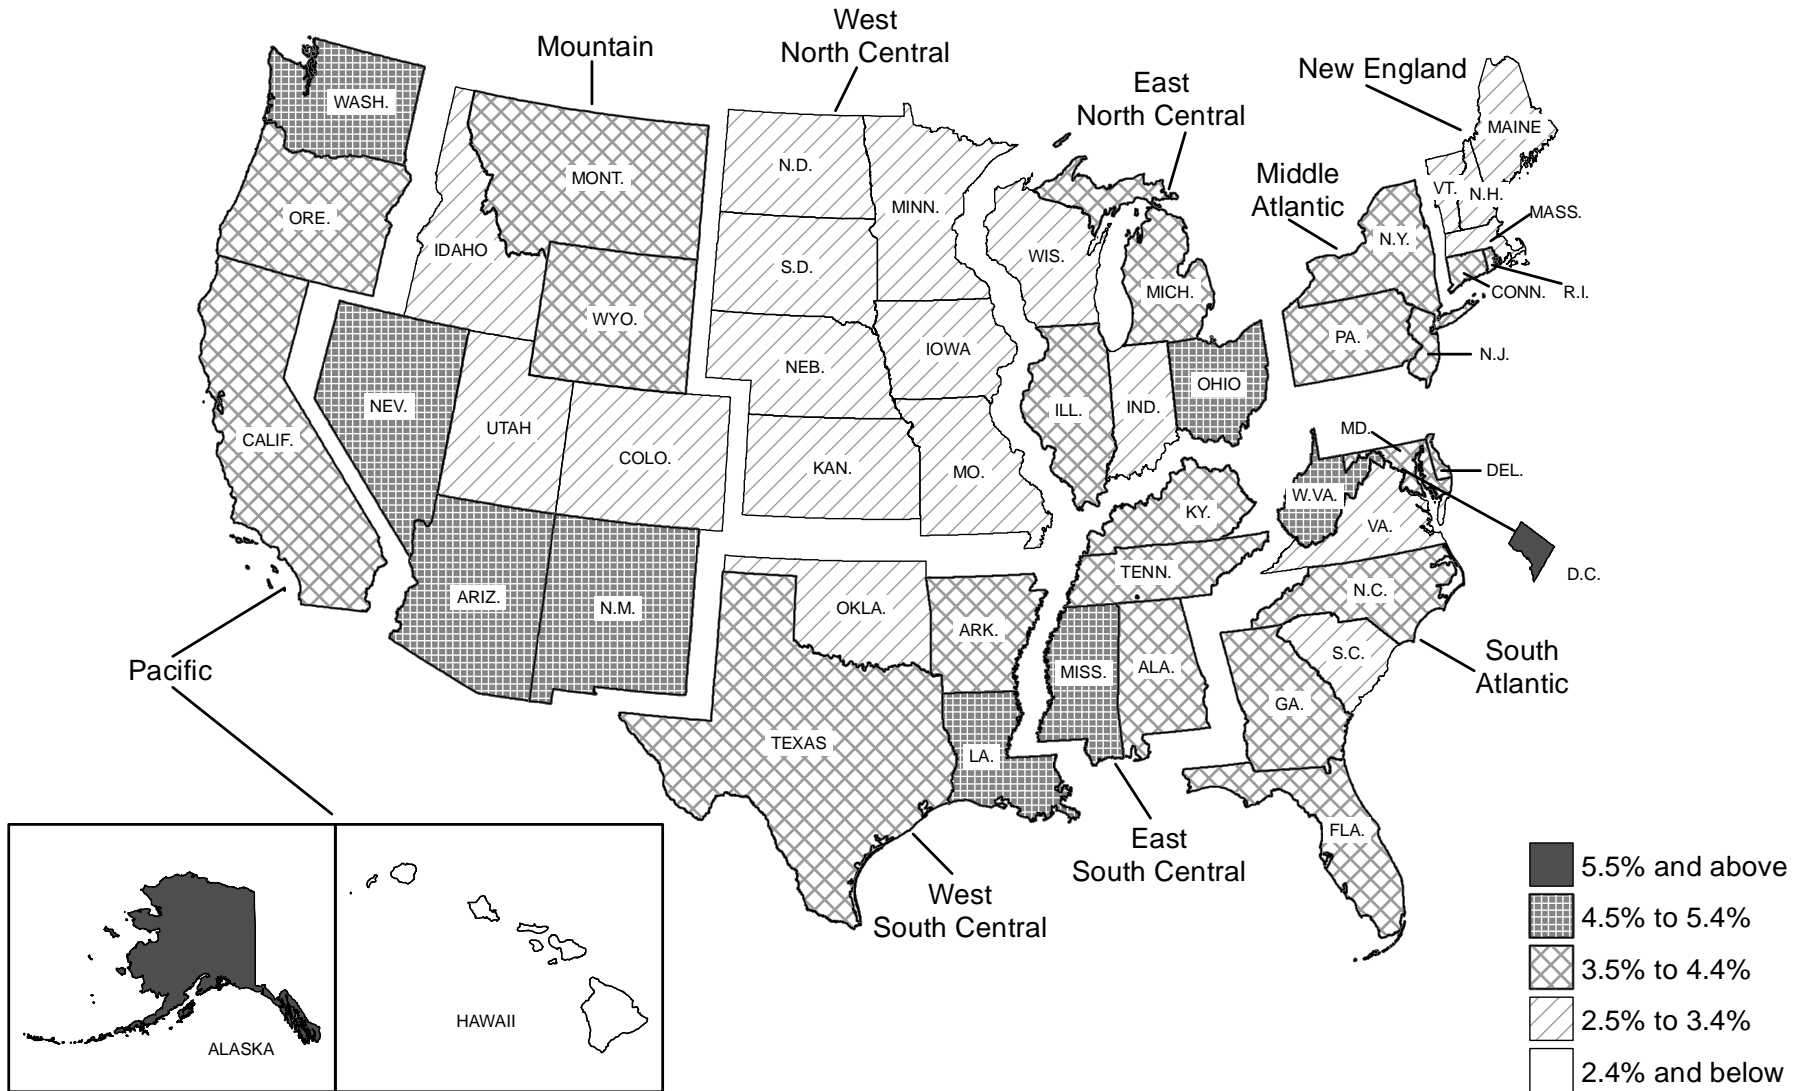 West
North Central
Mountain
New England
East
North Central
WASH.
MAINE
N.D.
MONT.
Middle
Atlantic
VT.
N.H.
MINN.
MASS.
ORE.
N.Y.
IDAHO
WIS.
S.D.
MICH.
CONN.
R.I.
WYO.
PA.
IOWA
N.J.
NEB.
OHIO
NEV.
ILL.
IND.
UTAH
MD.
CALIF.
COLO.
KAN.
MO.
DEL.
W.VA.
KY.
VA.
TENN.
D.C.
N.C.
ARIZ.
N.M.
OKLA.
ARK.
S.C.
South
Atlantic
Pacific
MISS.
ALA.
GA.
TEXAS
LA.
FLA.
East
South Central
West
South Central
5.5% and above
4.5% to 5.4%
3.5% to 4.4%
2.5% to 3.4%
2.4% and below
HAWAII
ALASKA